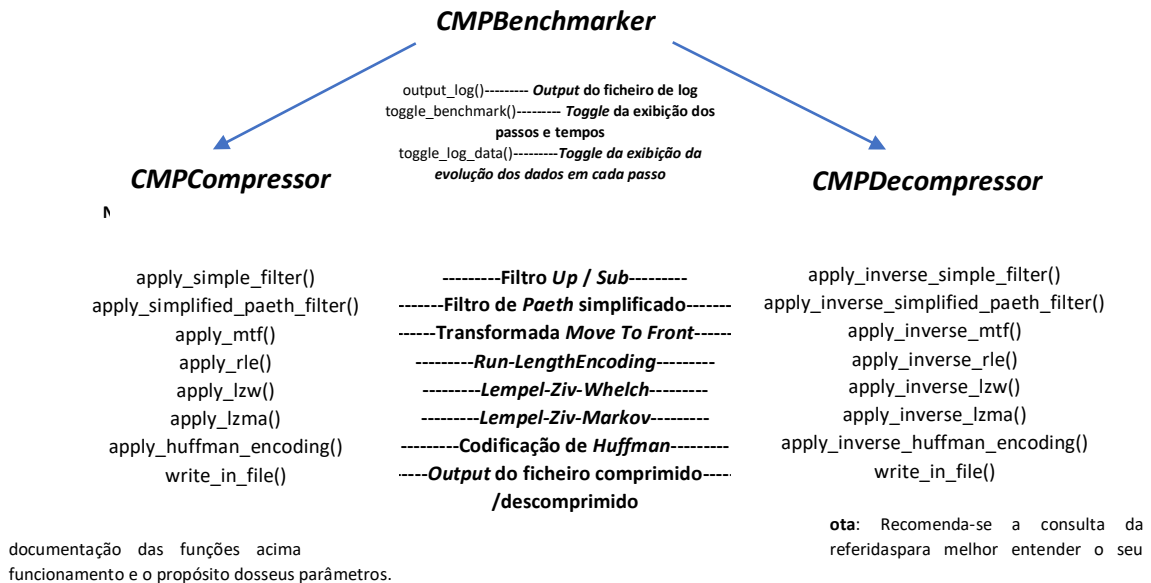 CMPBenchmarker
output_log()--------- Output do ficheiro de log
toggle_benchmark()--------- Toggle da exibição dos
passos e tempos
toggle_log_data()---------Toggle da exibição da
evolução dos dados em cada passo
CMPCompressor
CMPDecompressor
apply_simple_filter()
apply_simplified_paeth_filter()
apply_mtf()
apply_rle()
apply_lzw()
apply_lzma()
apply_huffman_encoding()
write_in_file()
---------Filtro Up / Sub---------
-------Filtro de Paeth simplificado-------
------Transformada Move To Front------
---------Run-LengthEncoding---------
---------Lempel-Ziv-Whelch---------
---------Lempel-Ziv-Markov---------
---------Codificação de Huffman---------
-----Output do ficheiro comprimido-----
/descomprimido
apply_inverse_simple_filter()
apply_inverse_simplified_paeth_filter()
apply_inverse_mtf()
apply_inverse_rle()
apply_inverse_lzw()
apply_inverse_lzma()
apply_inverse_huffman_encoding()
write_in_file()
ota: Recomenda-se a consulta da
documentação das funções acima
referidaspara melhor entender o seu
funcionamento e o propósito dosseus parâmetros.